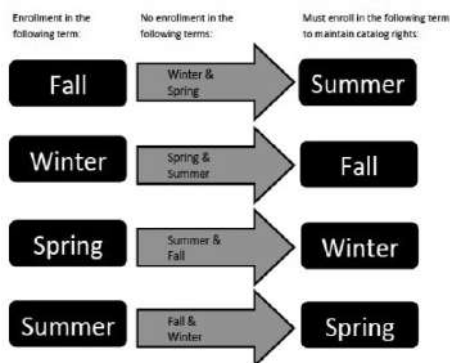 Enrollment in the
following term:
No enrollment in the
following terms:
Must enroll in the following term
to maintain catalog rights
Fall
Winter &
Spring
Summer
Winter
Spring &
Summer
Fall
Spring
Summer &
Fall
Winter
Summer
Fall &
Winter
Spring